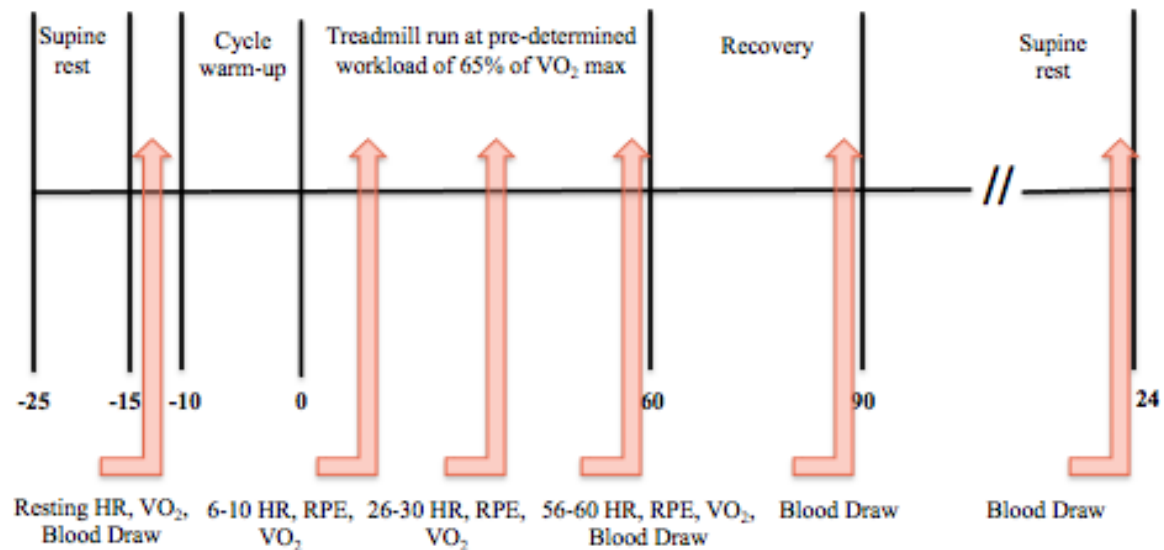 Supine
rest
Cycle
warm-up
Treadmill run at pre-determined
workload of 65% of VO₂ max
Recovery
Supine
rest
//
-25
-15
-10
0
60
90
24
Resting HR, VO₂,
Blood Draw
6-10 HR, RPE,
VO₂
26-30 HR, RPE,
VO₂
56-60 HR, RPE, VO₂,
Blood Draw
Blood Draw
Blood Draw